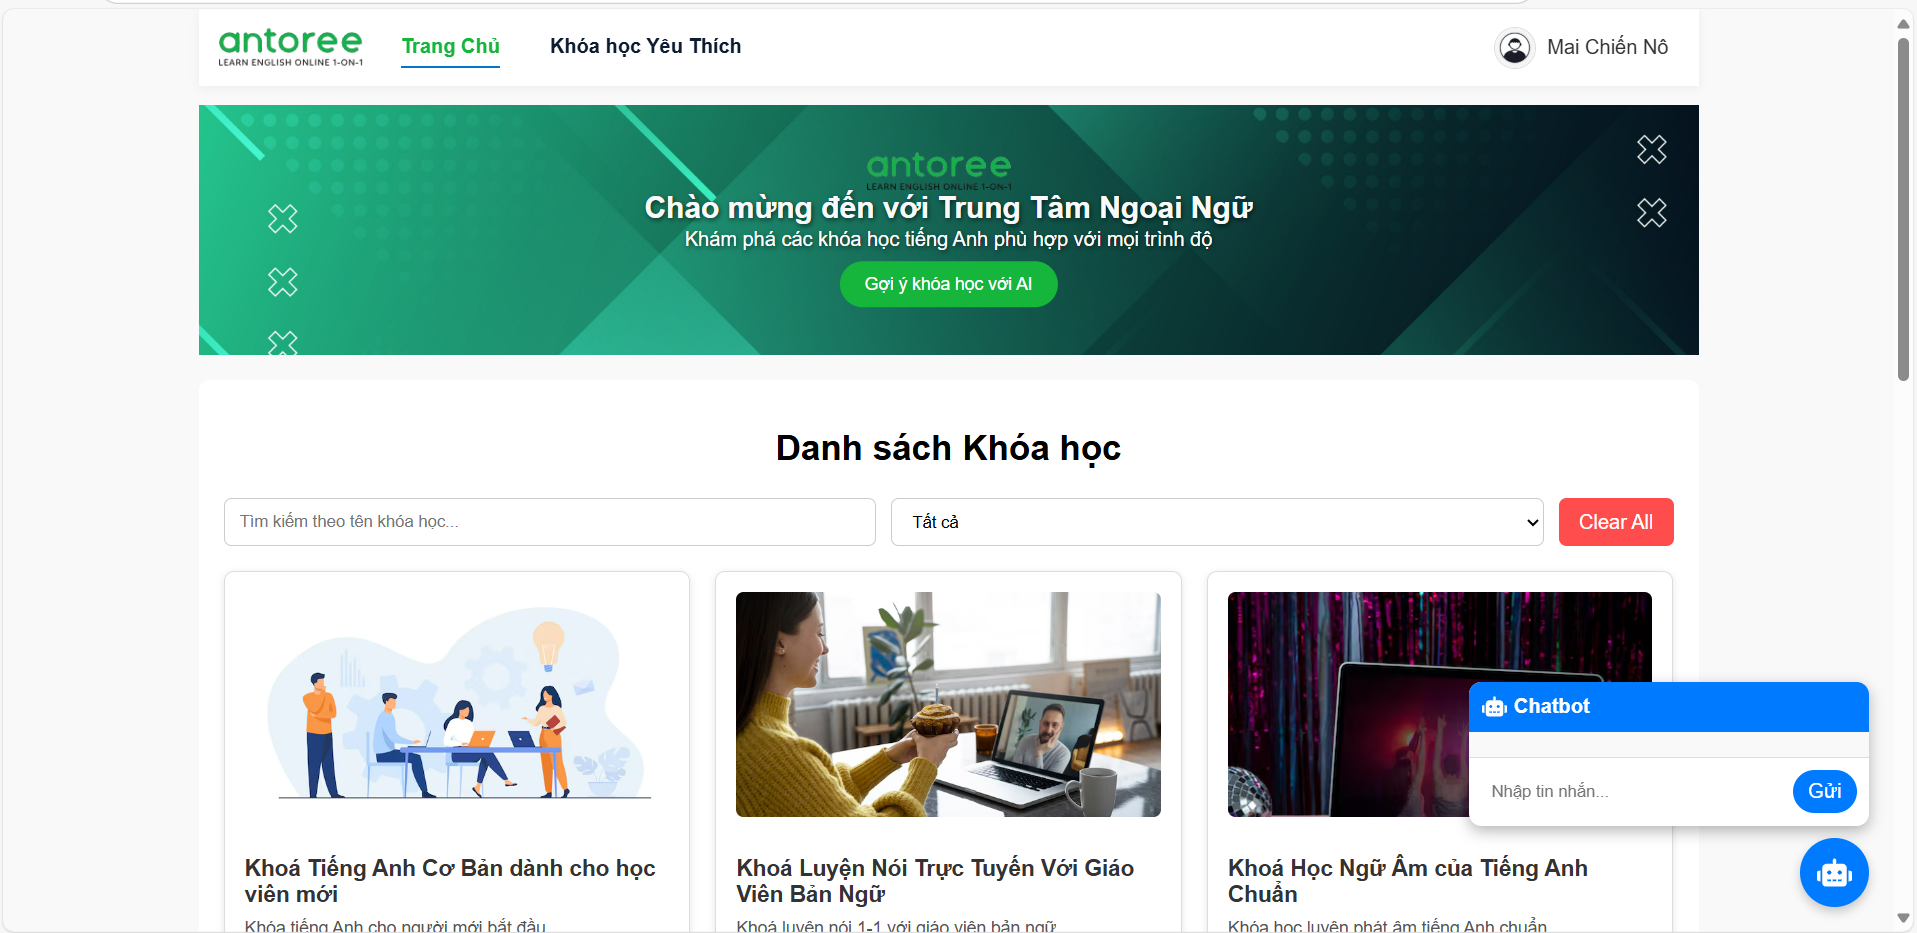 antoree
LEARN ENGLISH ONLINE 1-ON-1
Trang Chủ
Khóa học Yêu Thích
Mai Chiến Nô
antoree
LEARN ENGLISH ONLINE 1-ON-1
Chào mừng đến với Trung Tâm Ngoại Ngữ
Khám phá các khóa học tiếng Anh phù hợp với mọi trình độ
Gợi ý khóa học với AI
Danh sách Khóa học
Tìm kiếm theo tên khóa học...
Tất cả
Clear All
Khoá Tiếng Anh Cơ Bản dành cho học
viên mới
Khóa tiếng Anh cho người mới bắt đầu
Khoá Luyện Nói Trực Tuyến Với Giáo
Viên Bản Ngữ
Khoá luyện nói 1-1 với giáo viên bản ngữ
Khoá Học Ngữ Âm của Tiếng Anh
Chuẩn
Khóa học luyện phát âm tiếng Anh chuẩn
Chatbot
Nhập tin nhắn...
Gửi